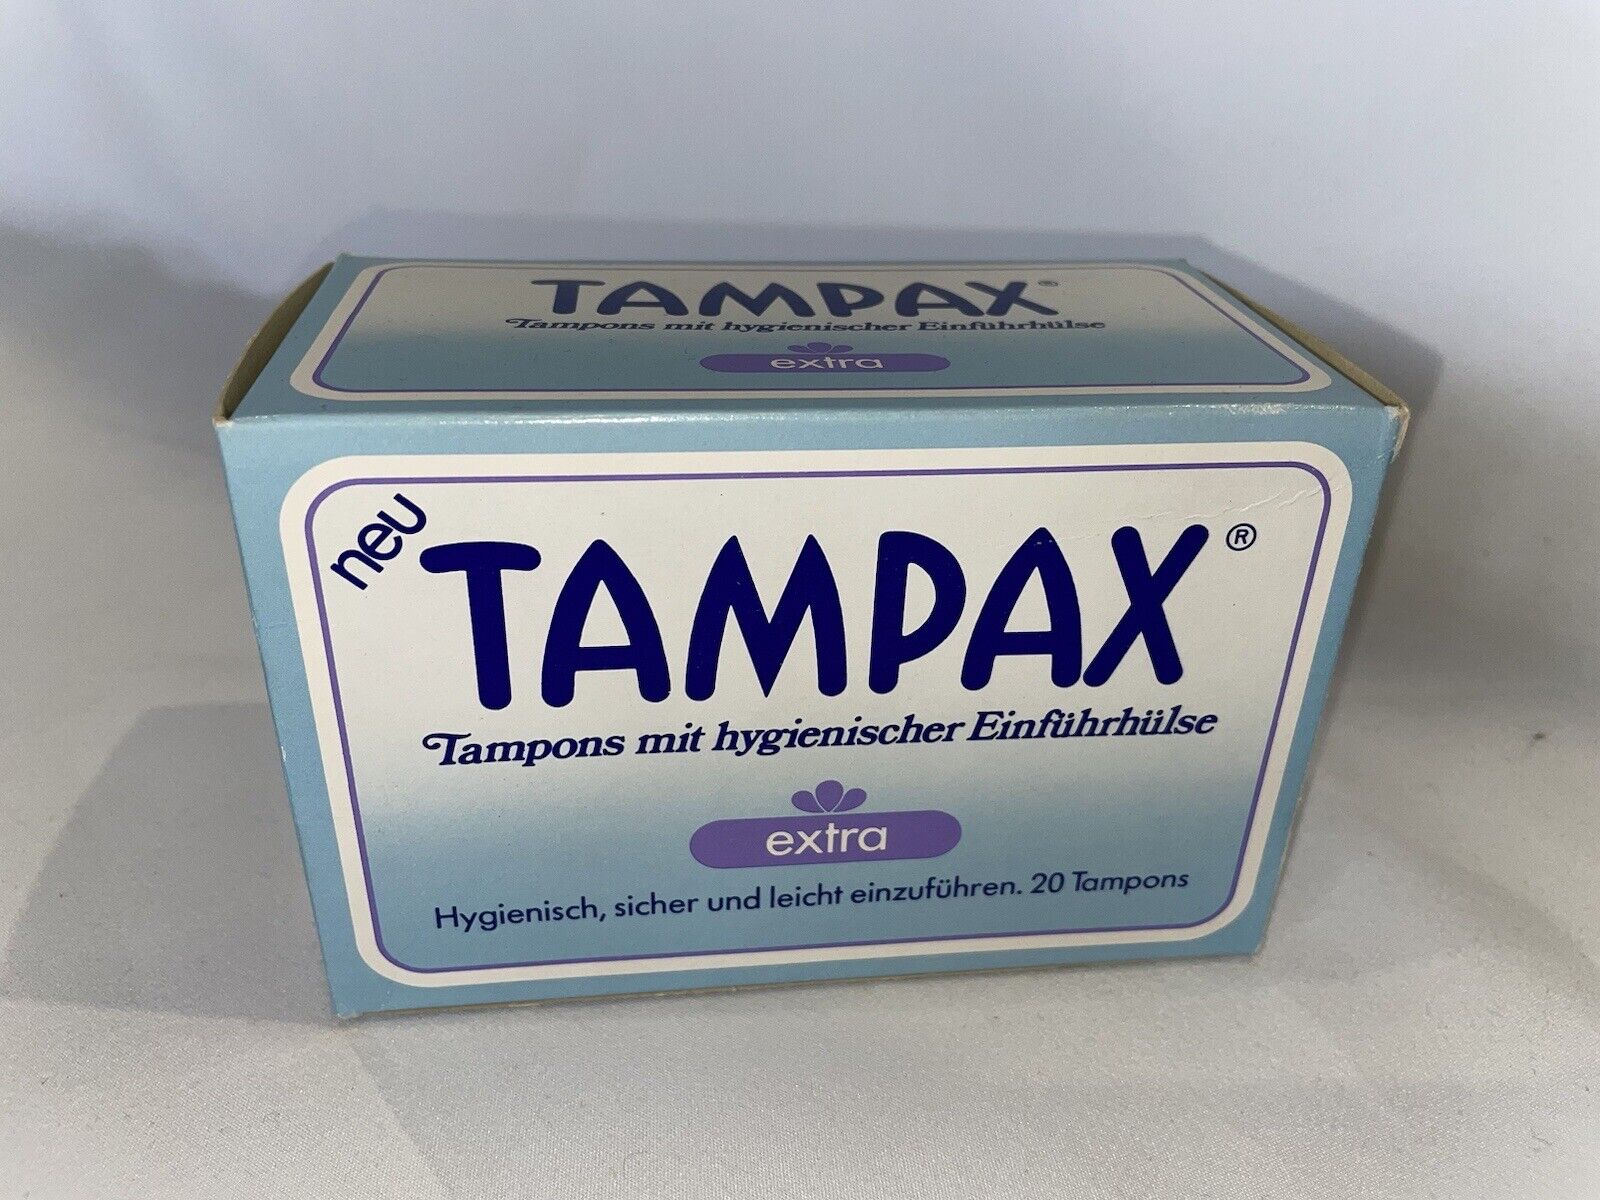 TAMPAX®
Tampons mit hygienischer Einführhülse
extra
neu
TAMPAX®
Tampons mit hygienischer Einführhülse
extra
Hygienisch, sicher und leicht einzuführen. 20 Tampons